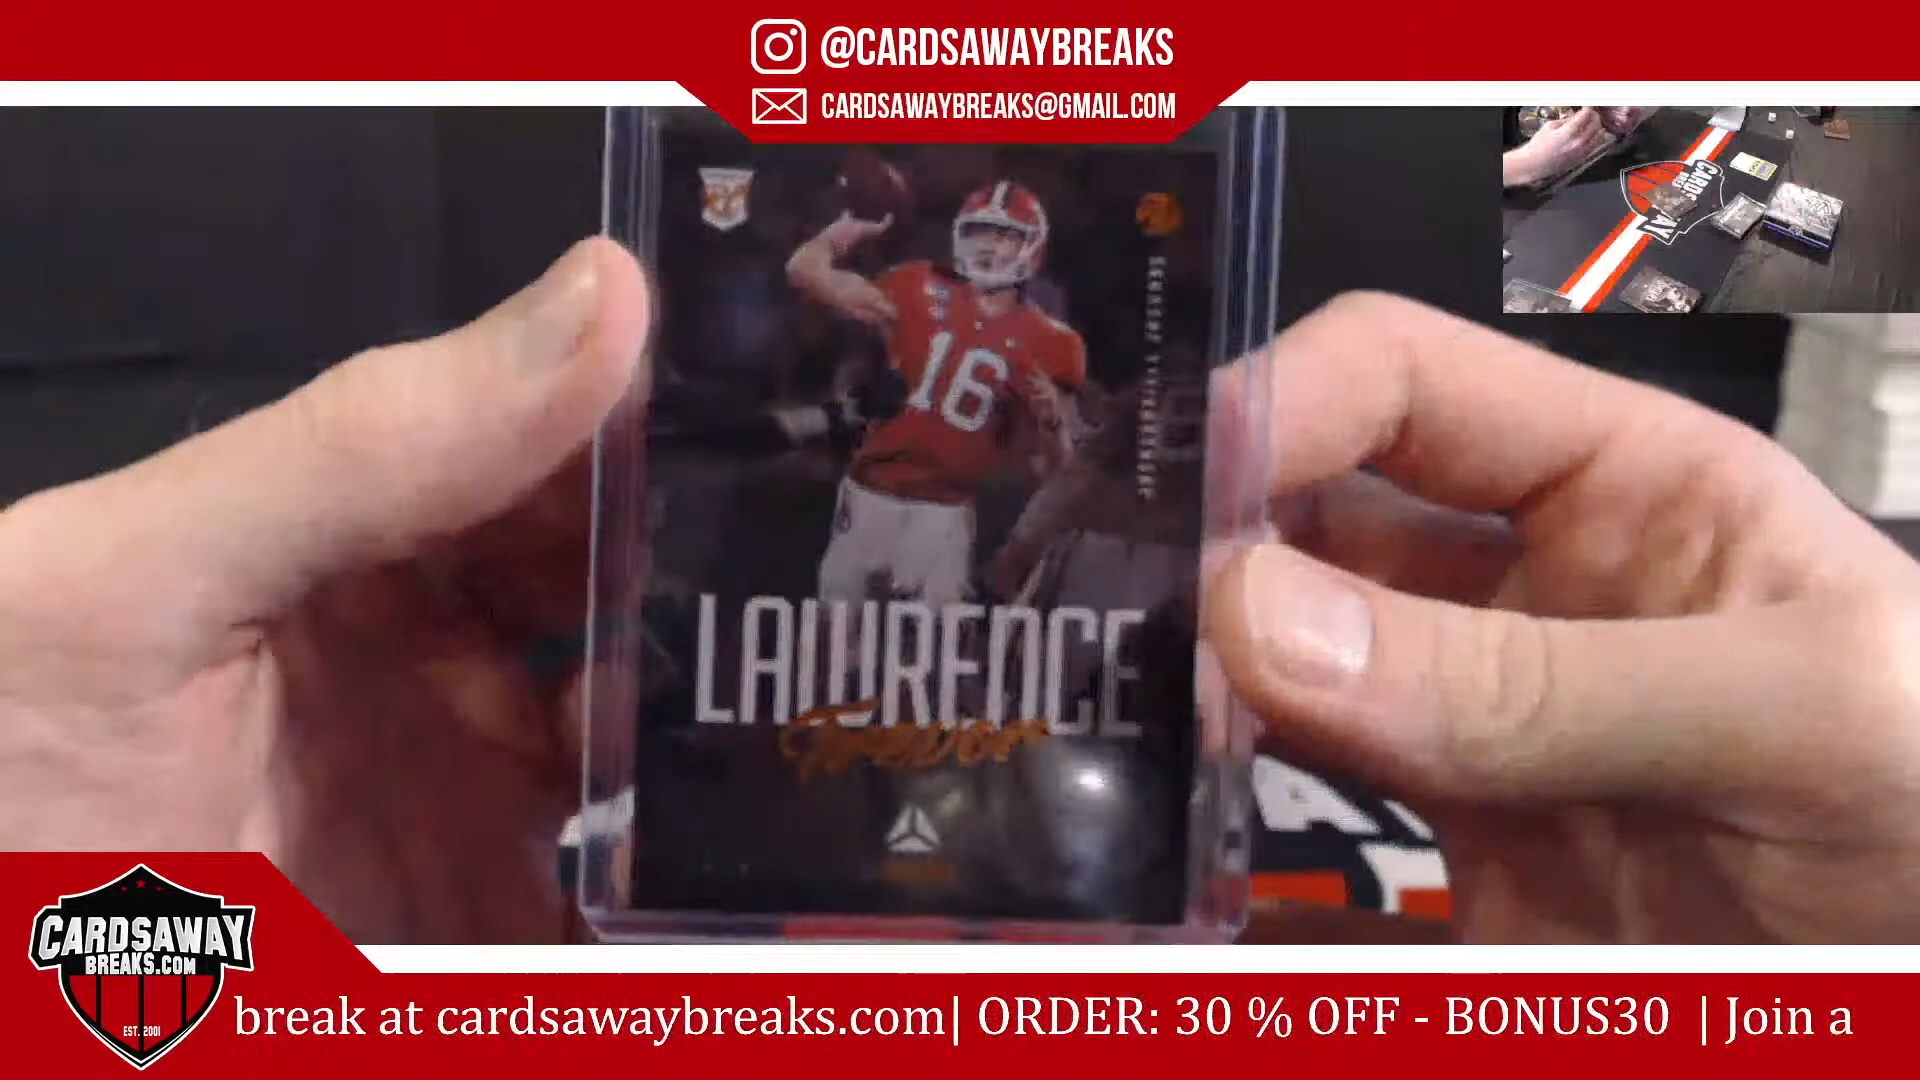 @CARDSAWAYBREAKS
CARDSAWAYBREAKS@GMAIL.COM
16
LAWRENCE
Trevor
CARDSAWAY
BREAKS.COM
EST. 2001
break at cardsawaybreaks.com| ORDER: 30 % OFF - BONUS30 | Join a